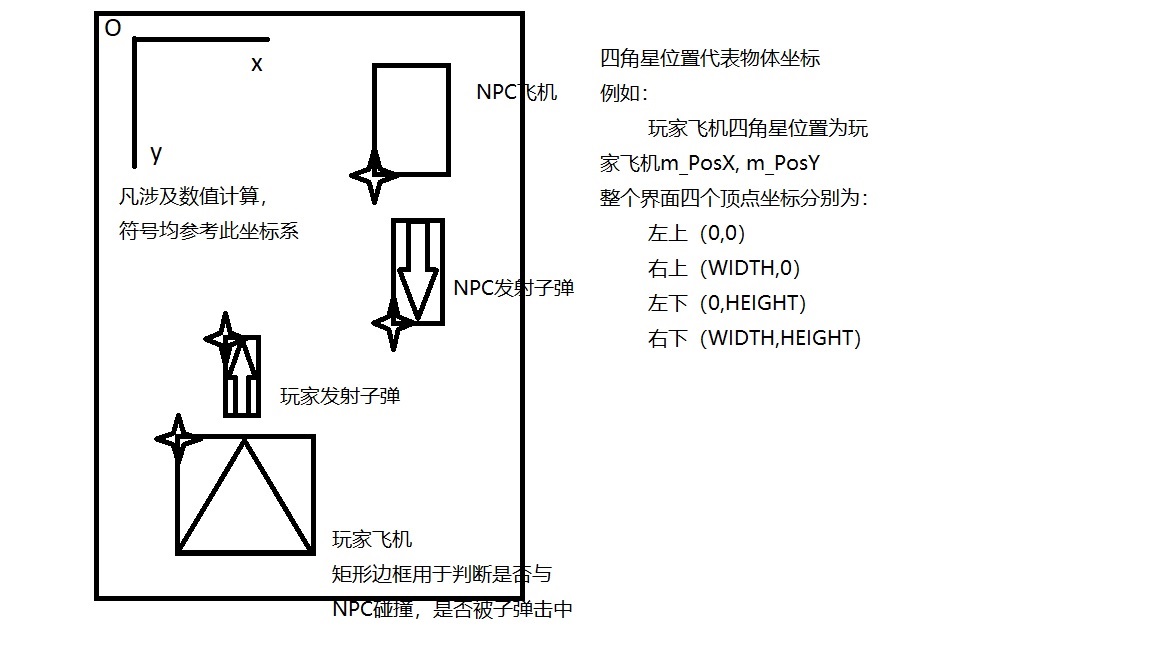 O
x
y
凡涉及数值计算，
符号均参考此坐标系
NPC飞机
NPC发射子弹
玩家发射子弹
玩家飞机
矩形边框用于判断是否与
NPC碰撞，是否被子弹击中
四角星位置代表物体坐标
例如：
玩家飞机四角星位置为玩
家飞机m_PosX, m_PosY
整个界面四个顶点坐标分别为：
左上（0,0）
右上（WIDTH,0）
左下（0,HEIGHT）
右下（WIDTH,HEIGHT）